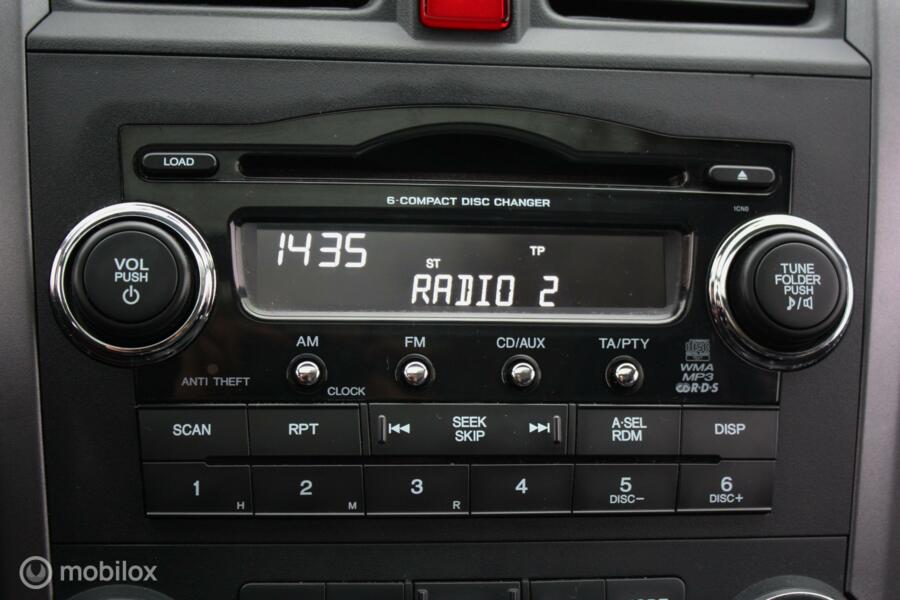 LOAD
6-COMPACT DISC CHANGER
1CN0
VOL
PUSH
1435
TP
ST
RADIO 2
TUNE
FOLDER
PUSH
AM
FM
CD/AUX
TA/PTY
ANTI THEFT
CLOCK
WMA
MP3
R·D·S
SCAN
RPT
SEEK
SKIP
A·SEL
RDM
DISP
1 H
2 M
3 R
4
5
DISC−
6
DISC+
mobilox